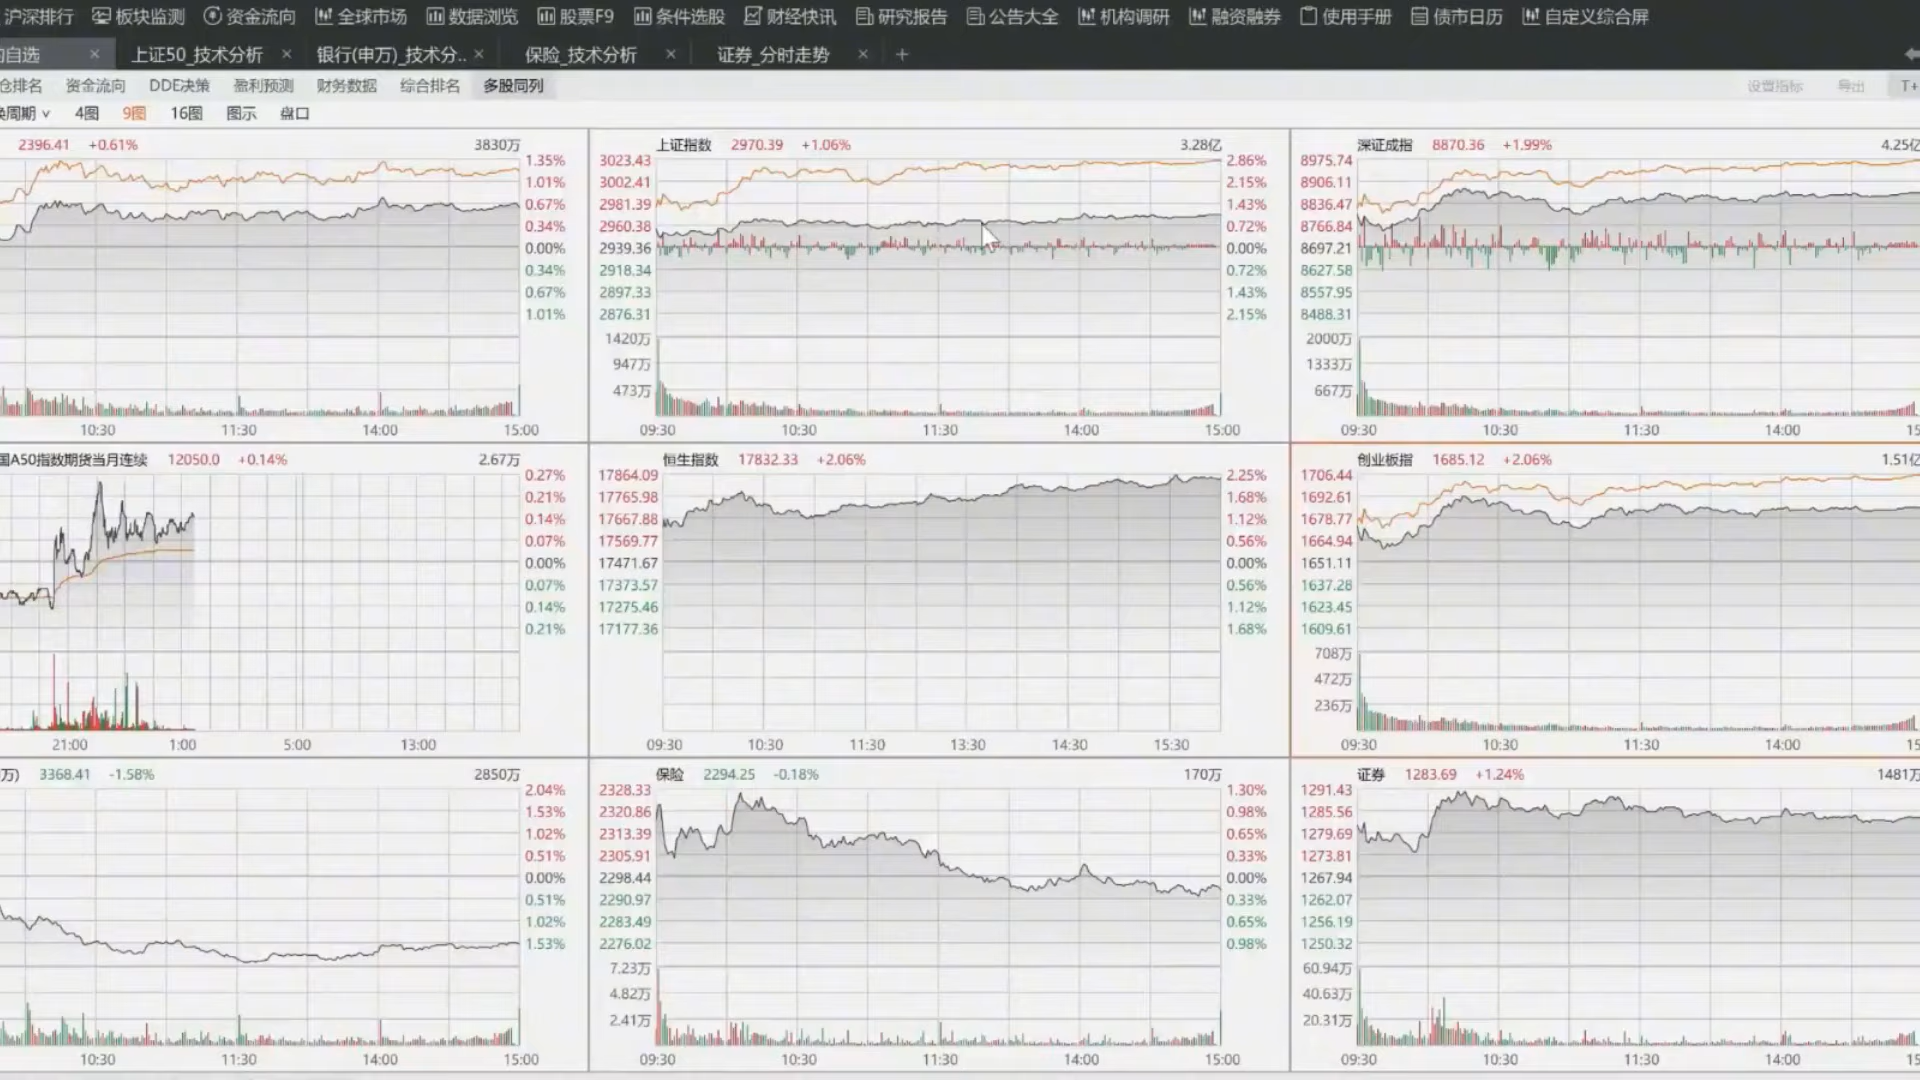 沪深排行 板块监测 资金流向 全球市场 数据浏览 股票F9 条件选股 财经快讯 研究报告 公告大全 机构调研 融资融券 使用手册 债市日历 自定义综合屏
自选 × 上证50_技术分析 × 银行(申万)_技术分.. × 保险_技术分析 × 证券_分时走势 × +
仓排名 资金流向 DDE决策 盈利预测 财务数据 综合排名 多股同列 设置指标 导出 T+
换周期 4图 9图 16图 图示 盘口
2396.41 +0.61% 3830万
1.35%
1.01%
0.67%
0.34%
0.00%
0.34%
0.67%
1.01%
10:30 11:30 14:00 15:00
上证指数 2970.39 +1.06% 3.28亿
3023.43 2.86%
3002.41 2.15%
2981.39 1.43%
2960.38 0.72%
2939.36 0.00%
2918.34 0.72%
2897.33 1.43%
2876.31 2.15%
1420万
947万
473万
09:30 10:30 11:30 14:00 15:00
深证成指 8870.36 +1.99% 4.25亿
8975.74
8906.11
8836.47
8766.84
8697.21
8627.58
8557.95
8488.31
2000万
1333万
667万
09:30 10:30 11:30 14:00 15
国A50指数期货当月连续 12050.0 +0.14% 2.67万
0.27%
0.21%
0.14%
0.07%
0.00%
0.07%
0.14%
0.21%
21:00 1:00 5:00 13:00
恒生指数 17832.33 +2.06%
17864.09 2.25%
17765.98 1.68%
17667.88 1.12%
17569.77 0.56%
17471.67 0.00%
17373.57 0.56%
17275.46 1.12%
17177.36 1.68%
09:30 10:30 11:30 13:30 14:30 15:30
创业板指 1685.12 +2.06% 1.51亿
1706.44
1692.61
1678.77
1664.94
1651.11
1637.28
1623.45
1609.61
708万
472万
236万
09:30 10:30 11:30 14:00 15
万) 3368.41 -1.58% 2850万
2.04%
1.53%
1.02%
0.51%
0.00%
0.51%
1.02%
1.53%
10:30 11:30 14:00 15:00
保险 2294.25 -0.18% 170万
2328.33 1.30%
2320.86 0.98%
2313.39 0.65%
2305.91 0.33%
2298.44 0.00%
2290.97 0.33%
2283.49 0.65%
2276.02 0.98%
7.23万
4.82万
2.41万
09:30 10:30 11:30 14:00 15:00
证券 1283.69 +1.24% 1481万
1291.43
1285.56
1279.69
1273.81
1267.94
1262.07
1256.19
1250.32
60.94万
40.63万
20.31万
09:30 10:30 11:30 14:00 15